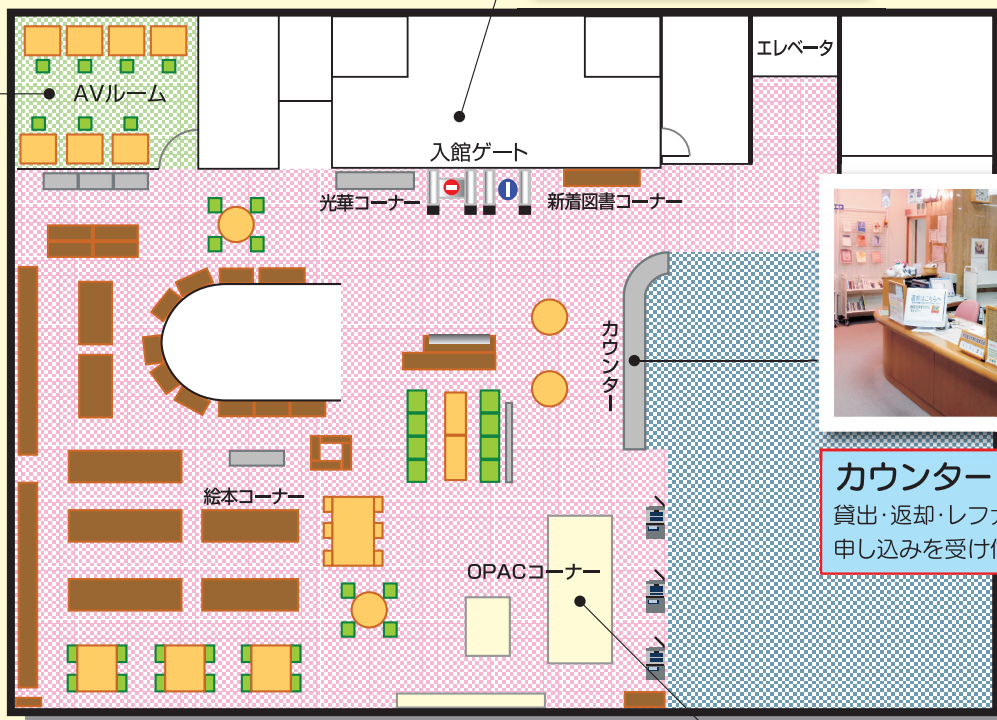 エレベータ
AVルーム
入館ゲート
光華コーナー
新着図書コーナー
カウンター
絵本コーナー
OPACコーナー
カウンター
貸出・返却・レファ
申し込みを受け付